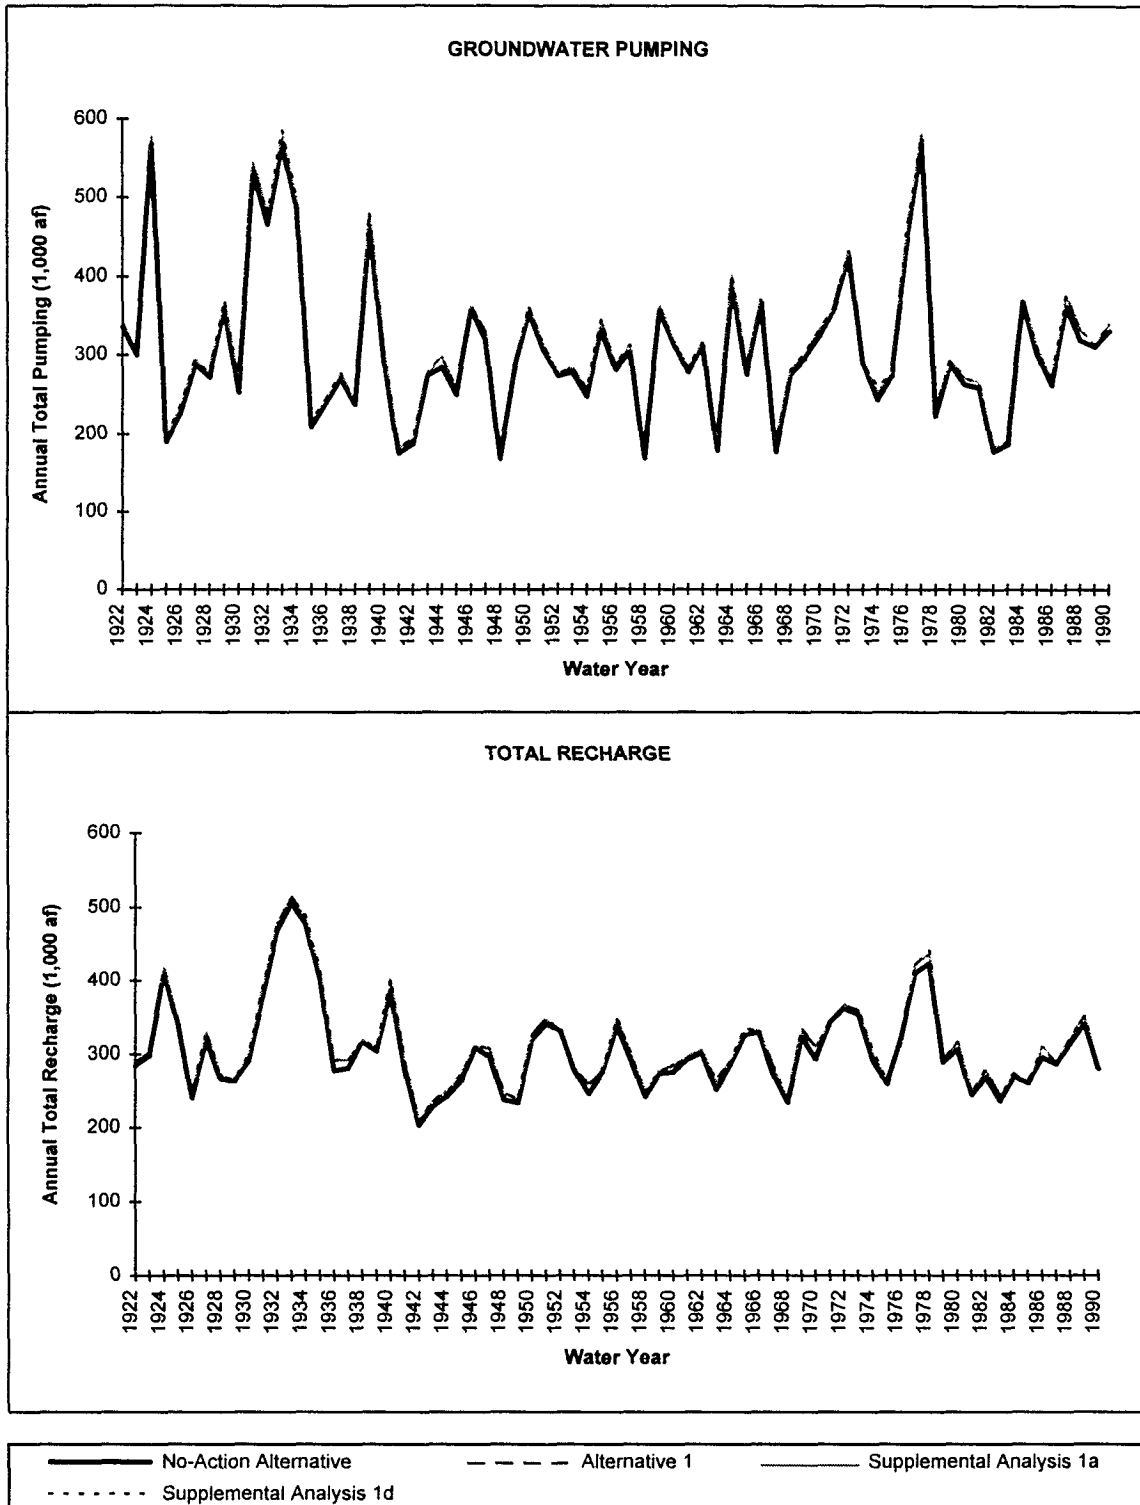 GROUNDWATER PUMPING
600
500
400
300
200
100
0
Annual Total Pumping (1,000 af)
1922 1924 1926 1928 1930 1932 1934 1936 1938 1940 1942 1944 1946 1948 1950 1952 1954 1956 1958 1960 1962 1964 1966 1968 1970 1972 1974 1976 1978 1980 1982 1984 1986 1988 1990
Water Year
TOTAL RECHARGE
600
500
400
300
200
100
0
Annual Total Recharge (1,000 af)
1922 1924 1926 1928 1930 1932 1934 1936 1938 1940 1942 1944 1946 1948 1950 1952 1954 1956 1958 1960 1962 1964 1966 1968 1970 1972 1974 1976 1978 1980 1982 1984 1986 1988 1990
Water Year
No-Action Alternative Alternative 1 Supplemental Analysis 1a
Supplemental Analysis 1d